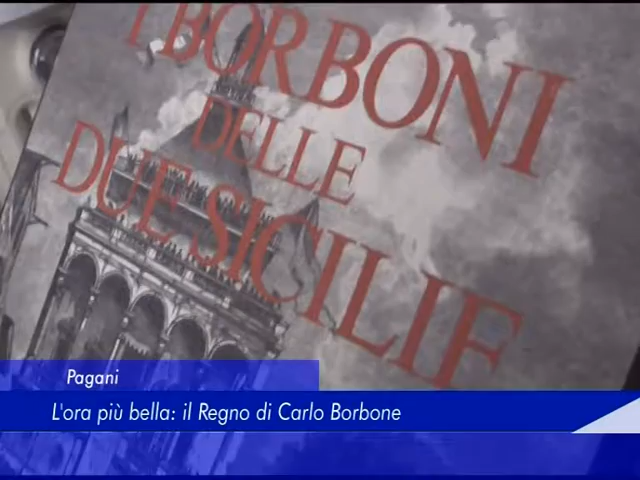 I BORBONI
DELLE
DUE SICILIE
Pagani
L'ora più bella: il Regno di Carlo Borbone